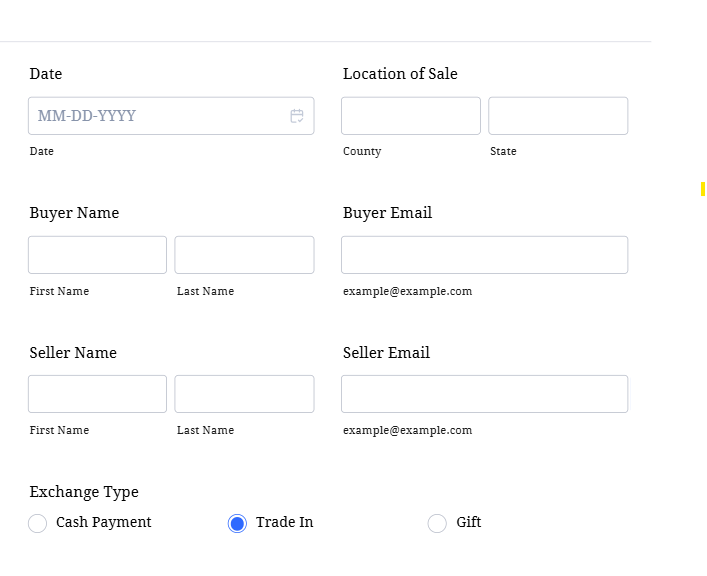 Date
Location of Sale
MM-DD-YYYY
Date
County
State
Buyer Name
Buyer Email
First Name
Last Name
example@example.com
Seller Name
Seller Email
First Name
Last Name
example@example.com
Exchange Type
Cash Payment
Trade In
Gift